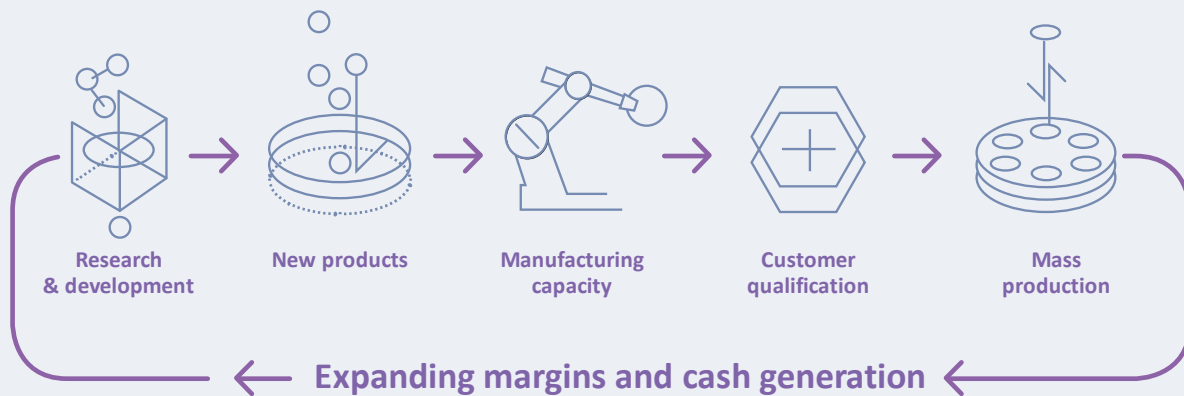 Research
& development
New products
Manufacturing
capacity
Customer
qualification
Mass
production
Expanding margins and cash generation